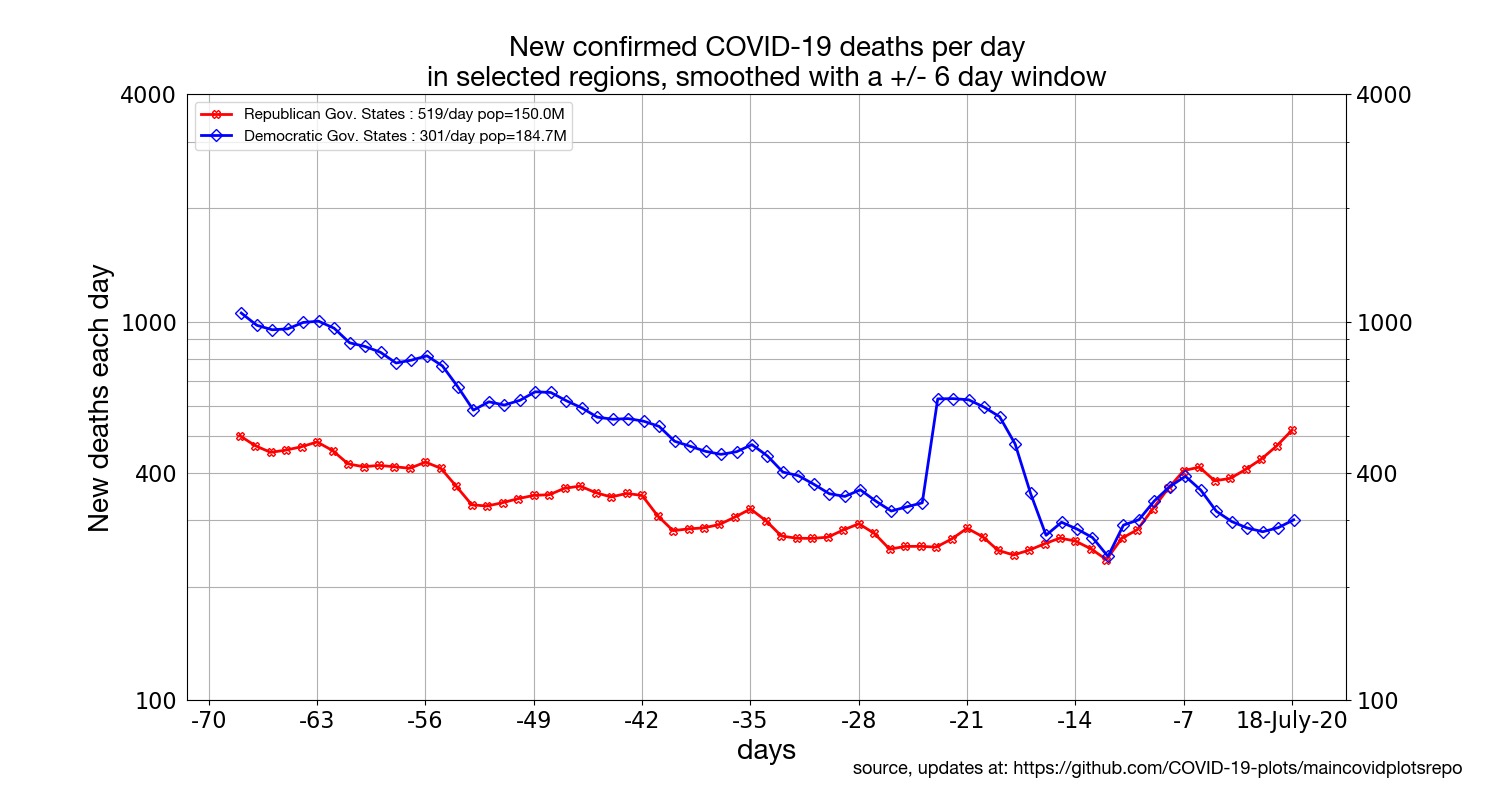 New confirmed COVID-19 deaths per day
in selected regions, smoothed with a +/- 6 day window
4000
4000
Republican Gov. States : 519/day pop=150.0M
Democratic Gov. States : 301/day pop=184.7M
New deaths each day
1000
1000
400
400
100
100
-70 -63 -56 -49 -42 -35 -28 -21 -14 -7 18-July-20
days
source, updates at: https://github.com/COVID-19-plots/maincovidplotsrepo